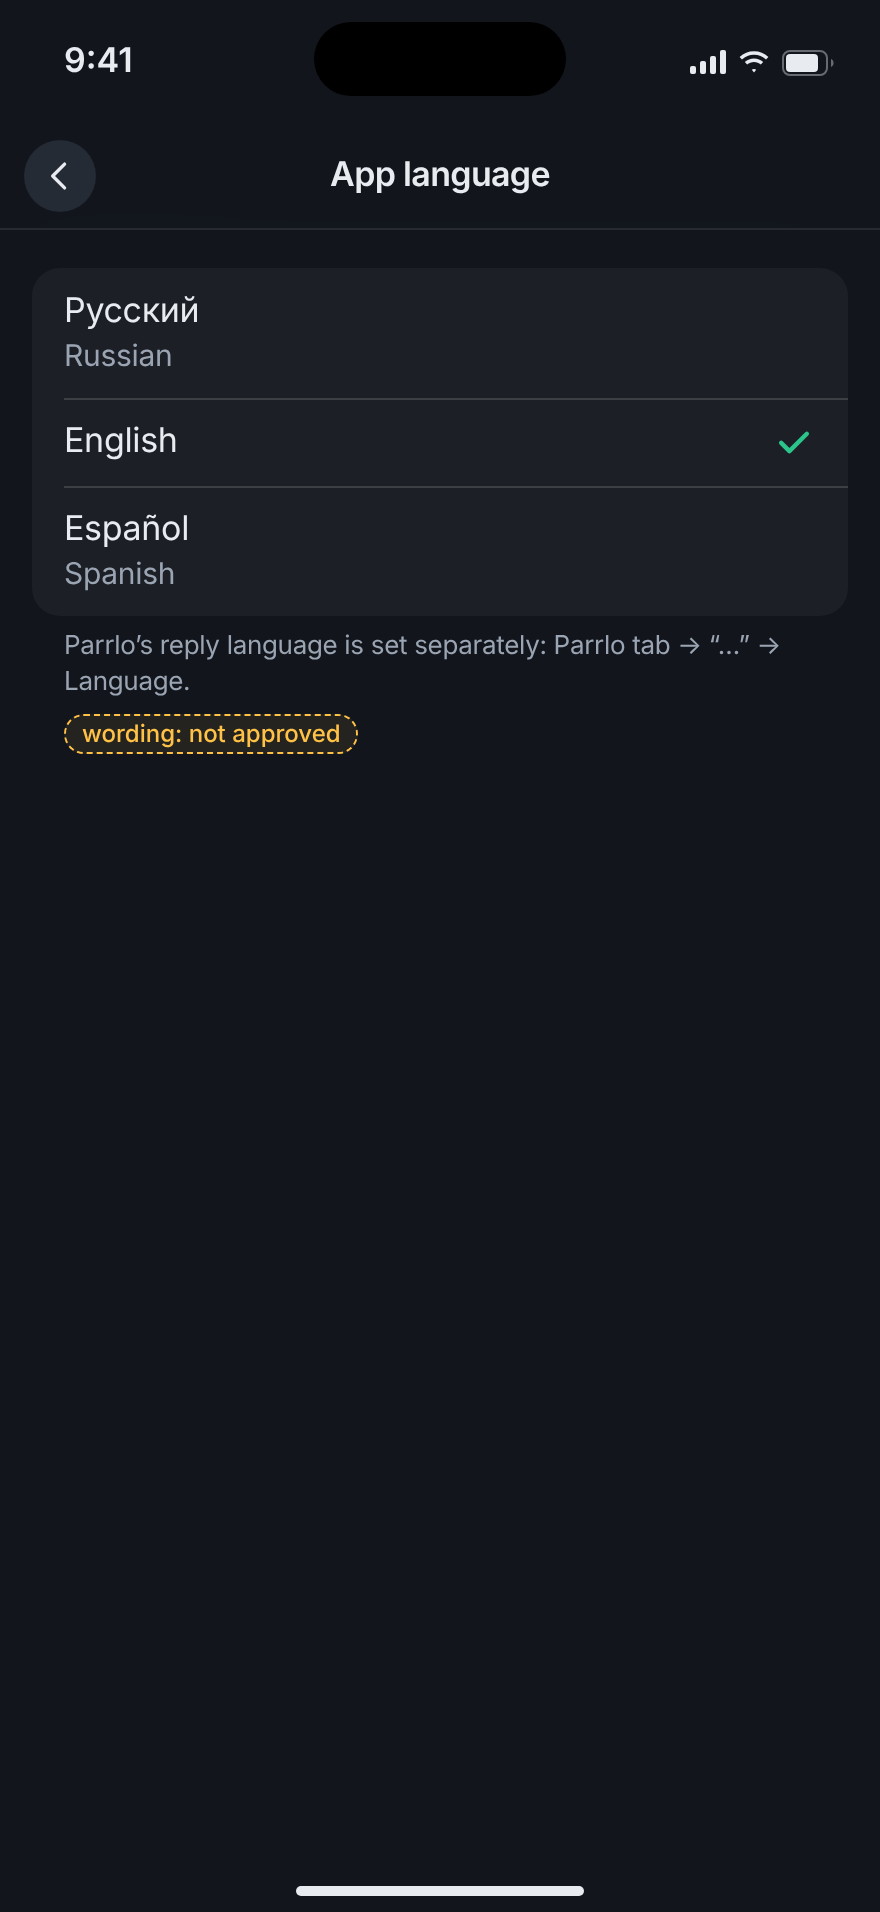 9:41
App language
Русский
Russian
English
Español
Spanish
Parrlo’s reply language is set separately: Parrlo tab → “...” →
Language.
wording: not approved